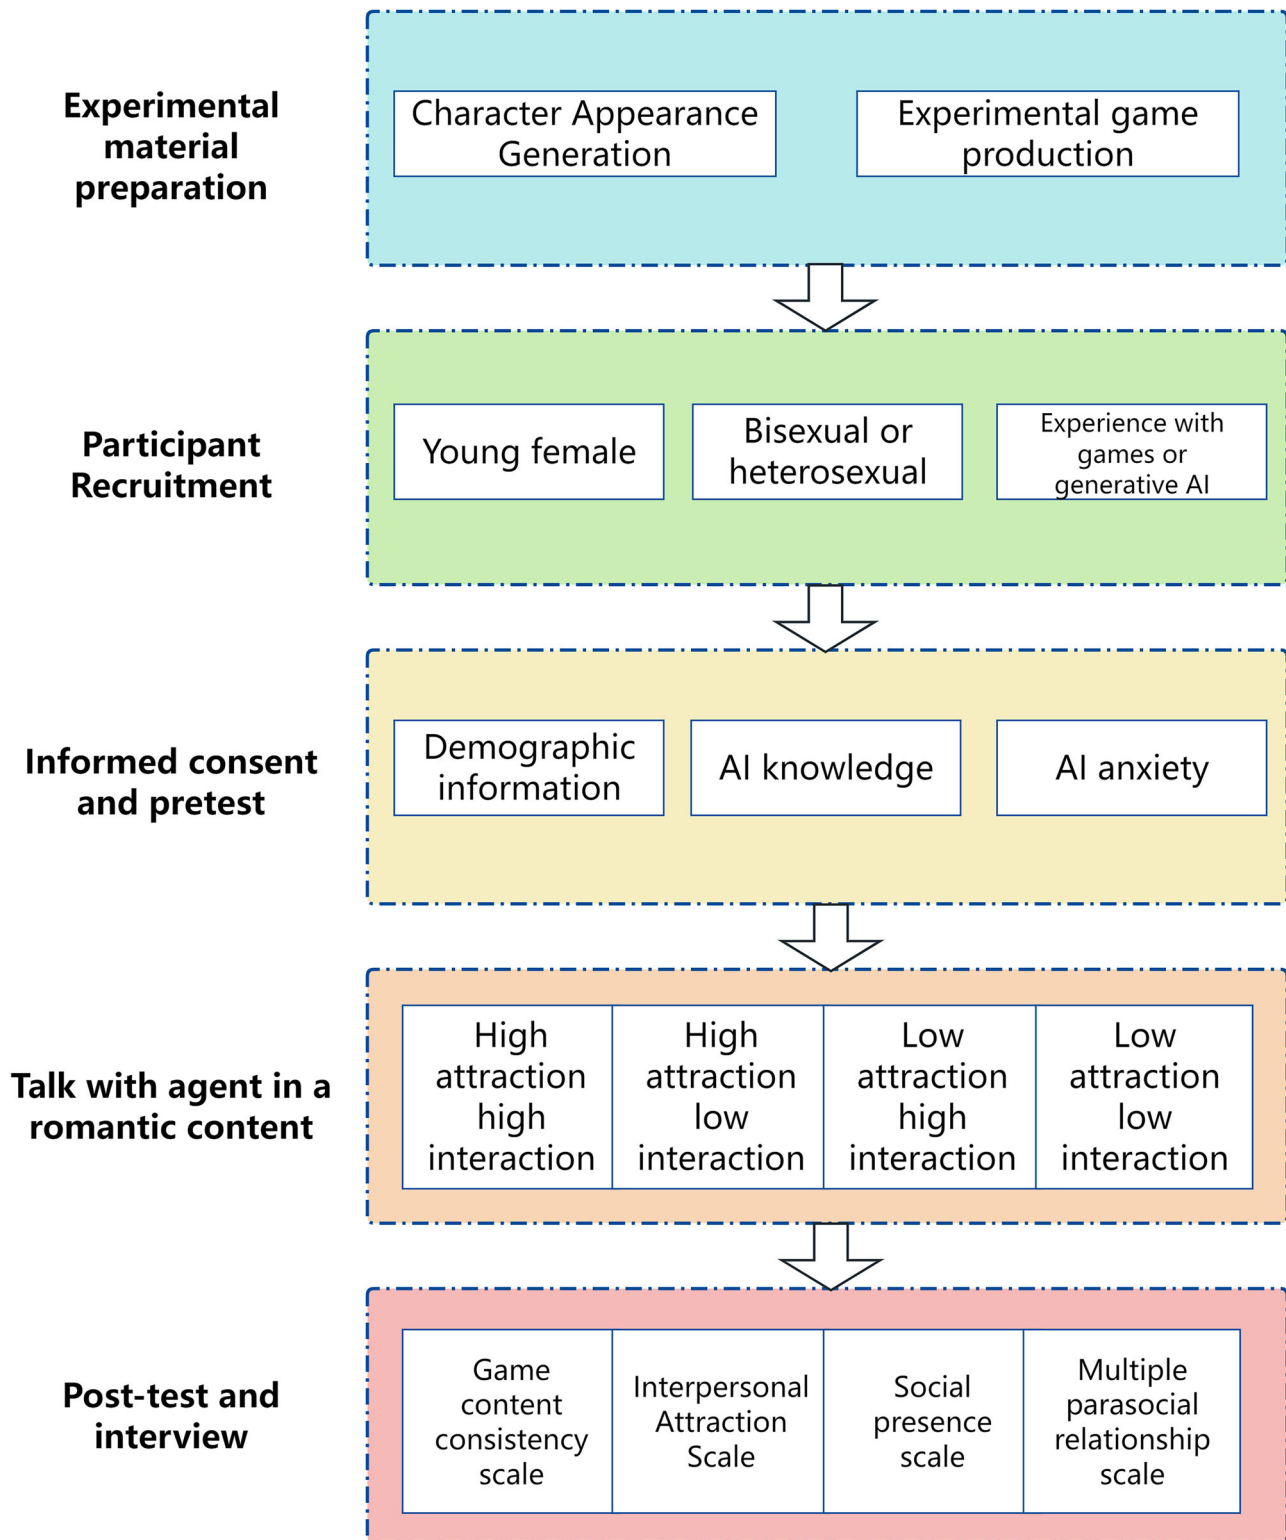 Experimental
material
preparation
Character Appearance
Generation
Experimental game
production
Participant
Recruitment
Young female
Bisexual or
heterosexual
Experience with
games or
generative AI
Informed consent
and pretest
Demographic
information
AI knowledge
AI anxiety
Talk with agent in a
romantic content
High
attraction
high
interaction
High
attraction
low
interaction
Low
attraction
high
interaction
Low
attraction
low
interaction
Post-test and
interview
Game
content
consistency
scale
Interpersonal
Attraction
Scale
Social
presence
scale
Multiple
parasocial
relationship
scale